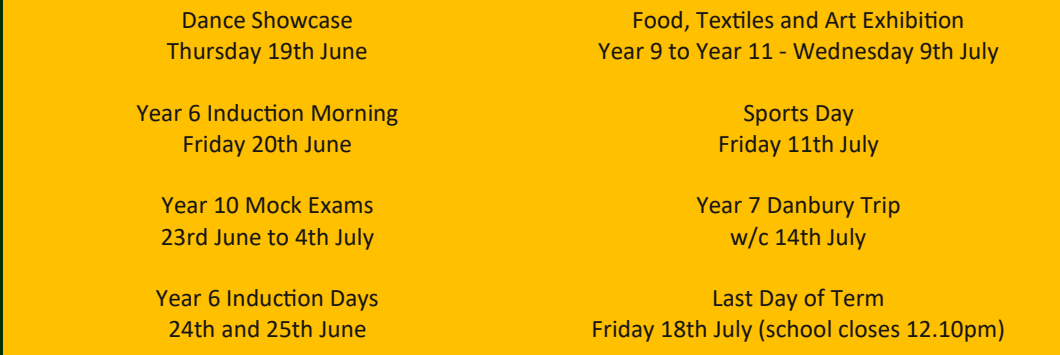 Dance Showcase
Thursday 19th June
Year 6 Induction Morning
Friday 20th June
Year 10 Mock Exams
23rd June to 4th July
Year 6 Induction Days
24th and 25th June
Food, Textiles and Art Exhibition
Year 9 to Year 11 - Wednesday 9th July
Sports Day
Friday 11th July
Year 7 Danbury Trip
w/c 14th July
Last Day of Term
Friday 18th July (school closes 12.10pm)